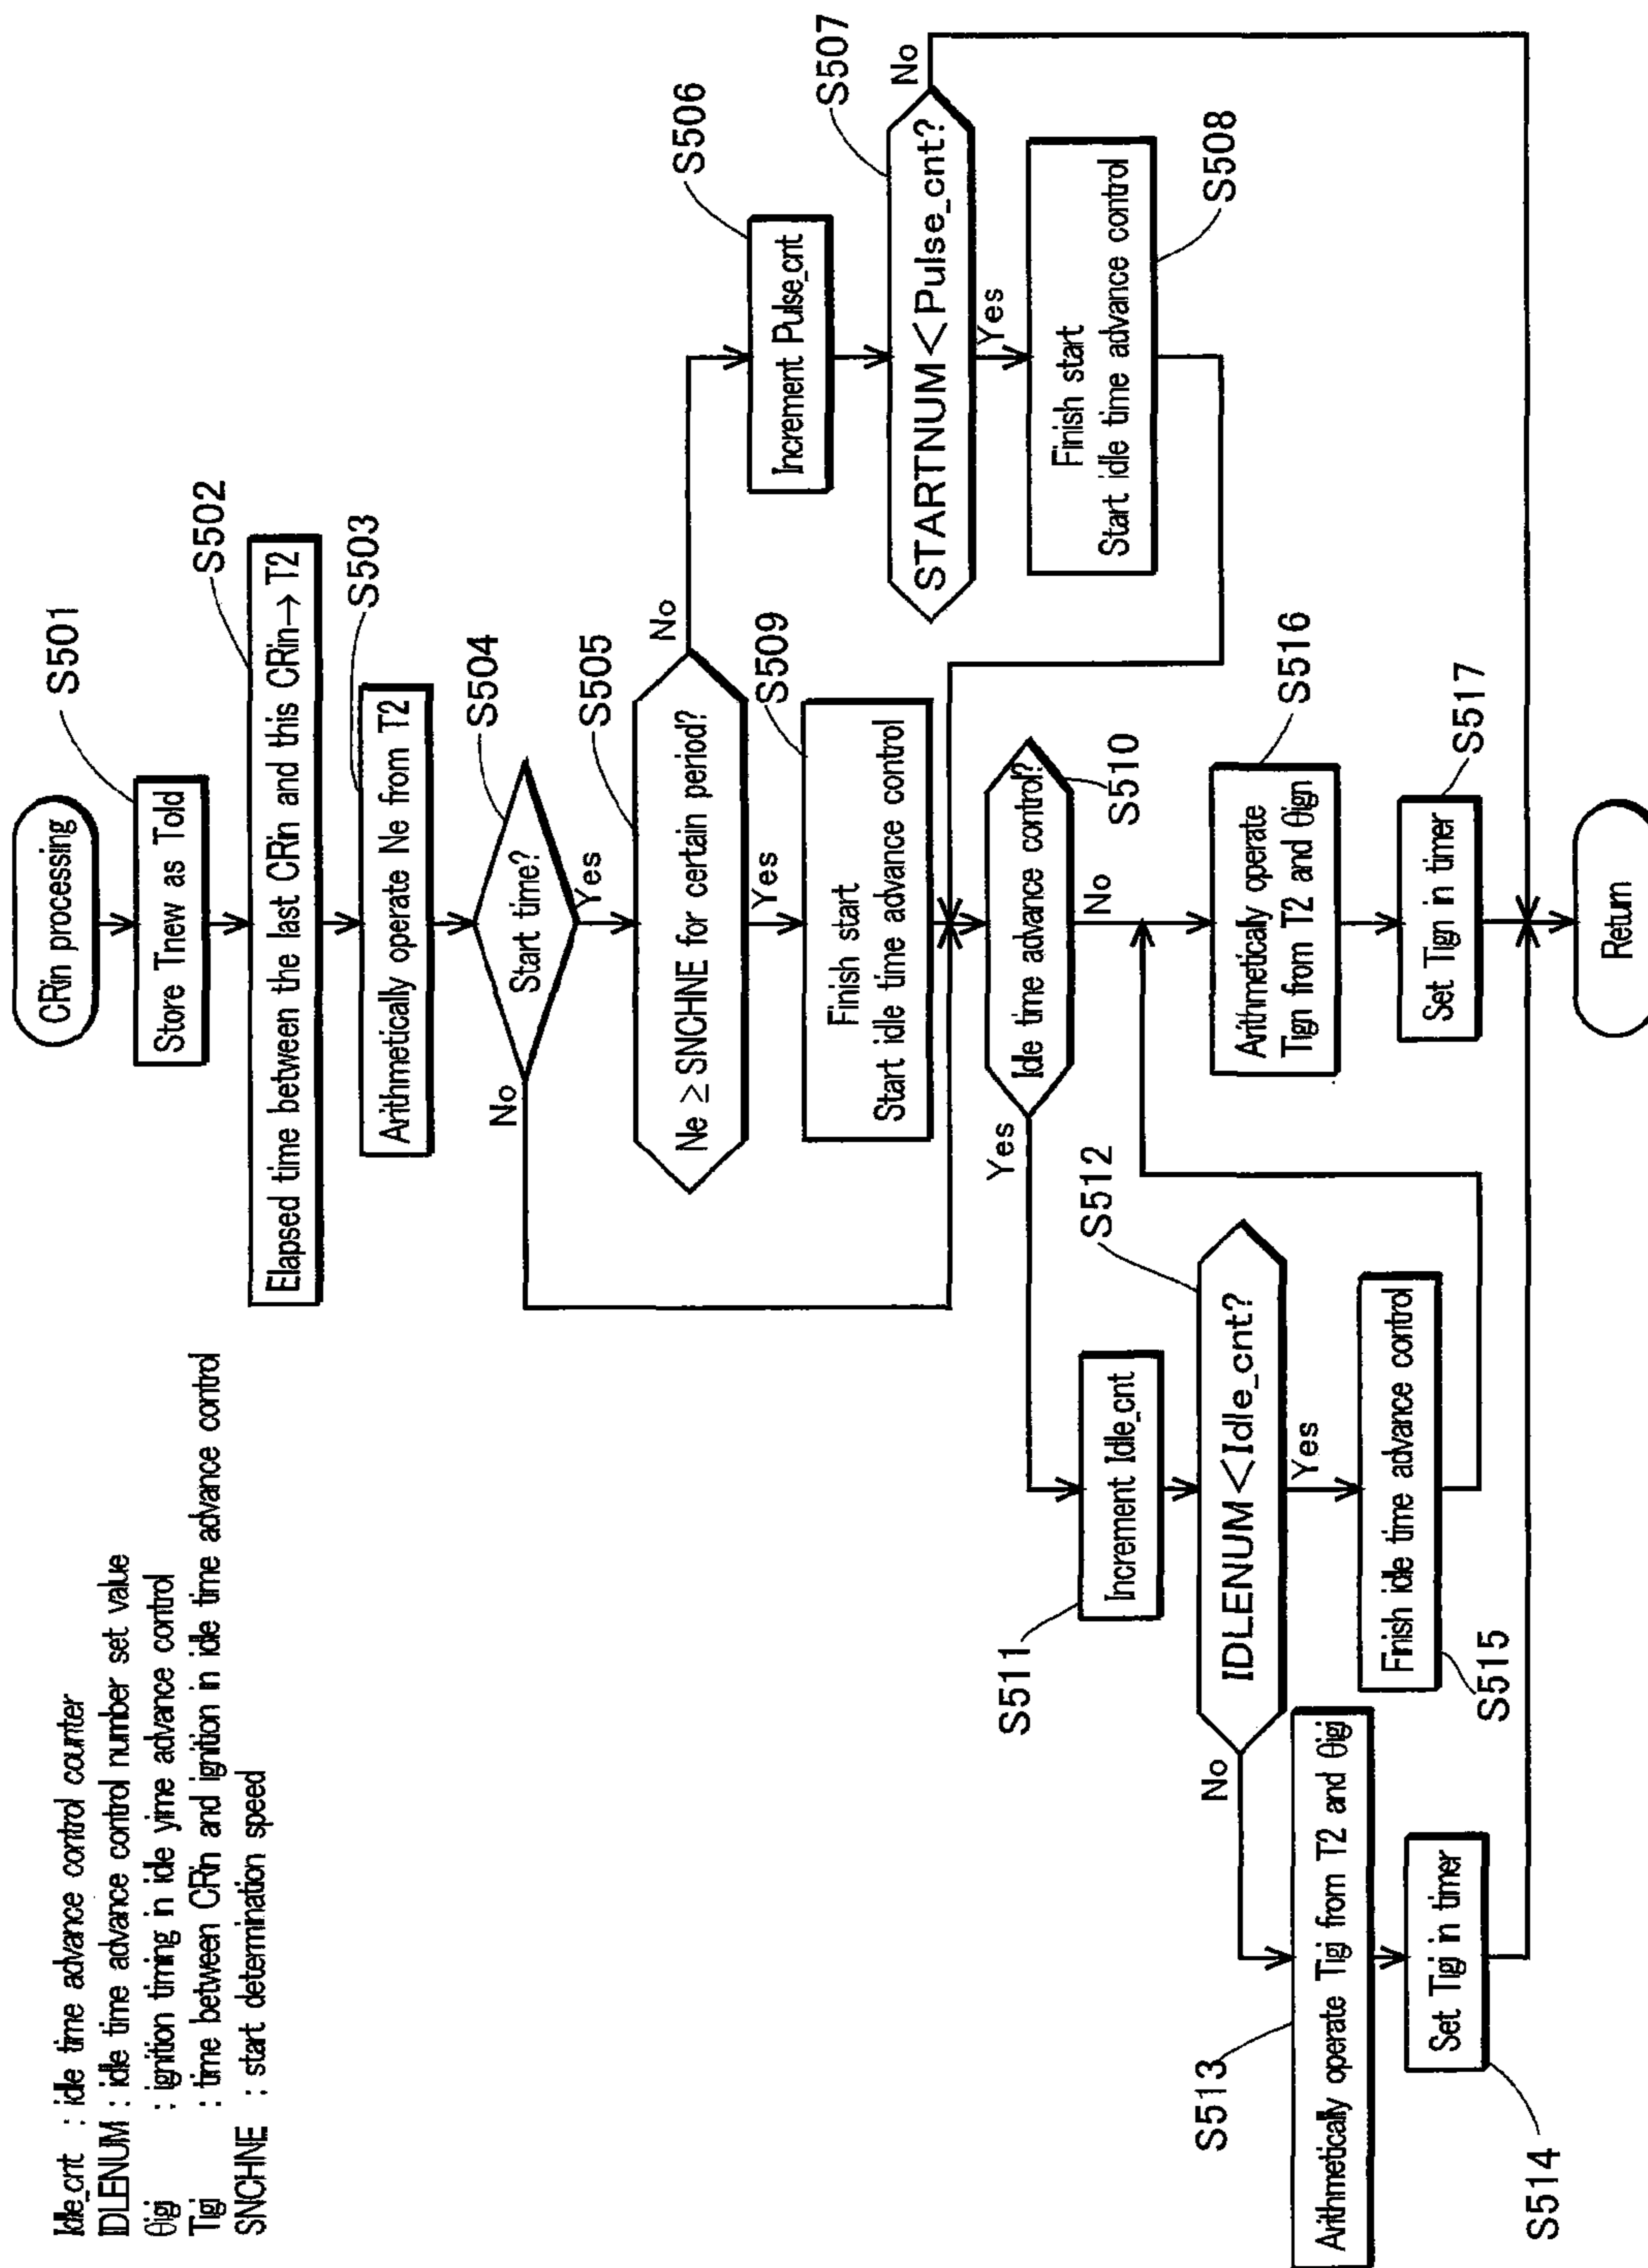 Idle_cnt : idle time advance control counter
IDLENUM : idle time advance control number set value
θigi : ignition timing in idle yime advance control
Tigi : time between CRin and ignition in idle time advance control
SNCHNE : start determination speed
CRin processing
S501
Store Tnew as Told
S502
Elapsed time between the last CRin and this CRin→T2
S503
Arithmetically operate Ne from T2
S504
Start time?
No
Yes
S505
Ne ≥ SNCHNE for certain period?
No
Yes
S506
Increment Pulse_cnt
S507
STARTNUM<Pulse_cnt?
No
Yes
S508
Finish start
Start idle time advance control
S509
Finish start
Start idle time advance control
S510
Idle time advance control?
Yes
No
S511
Increment Idle_cnt
S512
IDLENUM<Idle_cnt?
No
Yes
S513
Arithmetically operate Tigi from T2 and θigi
S514
Set Tigi in timer
S515
Finish idle time advance control
S516
Arithmetically operate
Tign from T2 and θign
S517
Set Tign in timer
Return